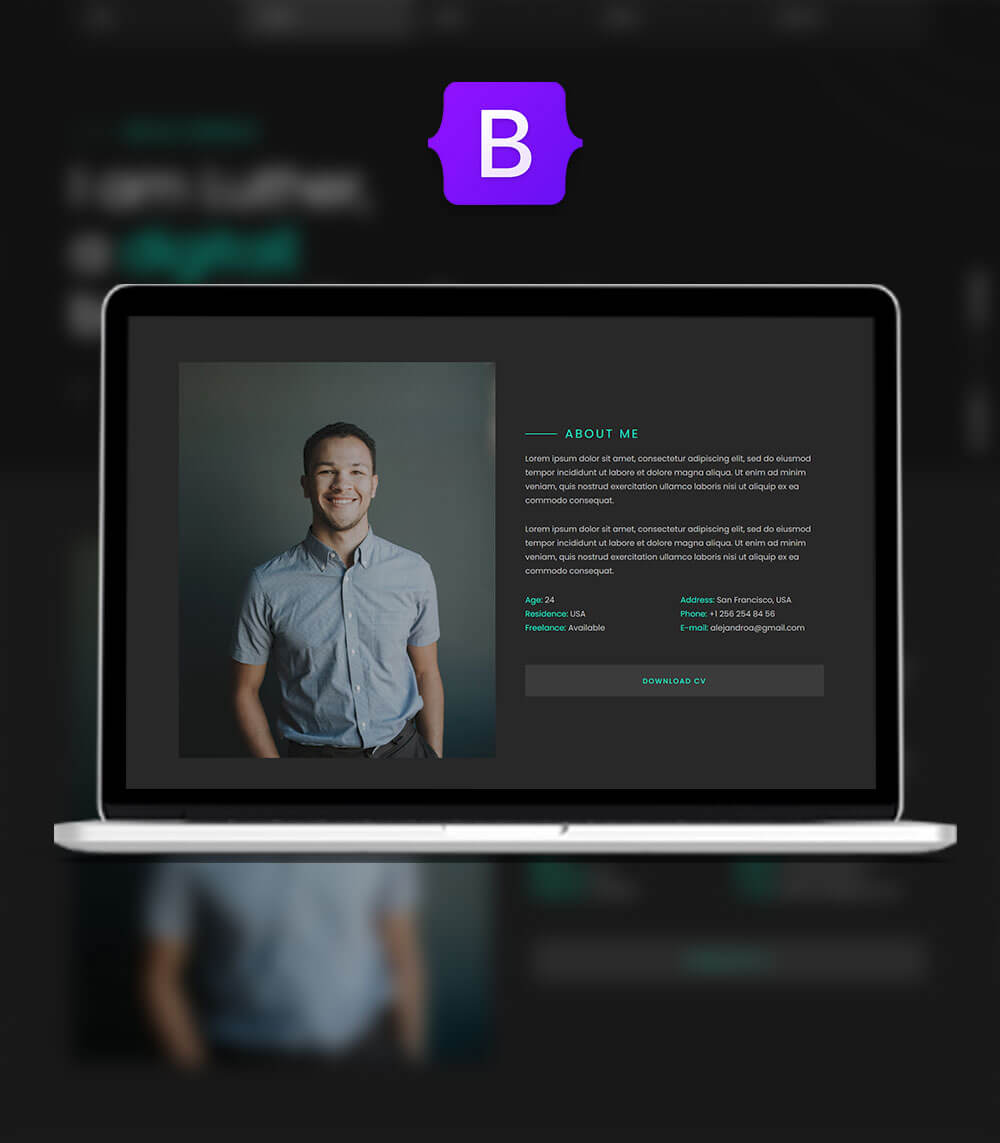 B
I am Luther,
a digital
ABOUT ME
Lorem ipsum dolor sit amet, consectetur adipiscing elit, sed do eiusmod
tempor incididunt ut labore et dolore magna aliqua. Ut enim ad minim
veniam, quis nostrud exercitation ullamco laboris nisi ut aliquip ex ea
commodo consequat.
Lorem ipsum dolor sit amet, consectetur adipiscing elit, sed do eiusmod
tempor incididunt ut labore et dolore magna aliqua. Ut enim ad minim
veniam, quis nostrud exercitation ullamco laboris nisi ut aliquip ex ea
commodo consequat.
Age: 24
Residence: USA
Freelance: Available
Address: San Francisco, USA
Phone: +1 256 254 84 56
E-mail: alejandroa@gmail.com
DOWNLOAD CV